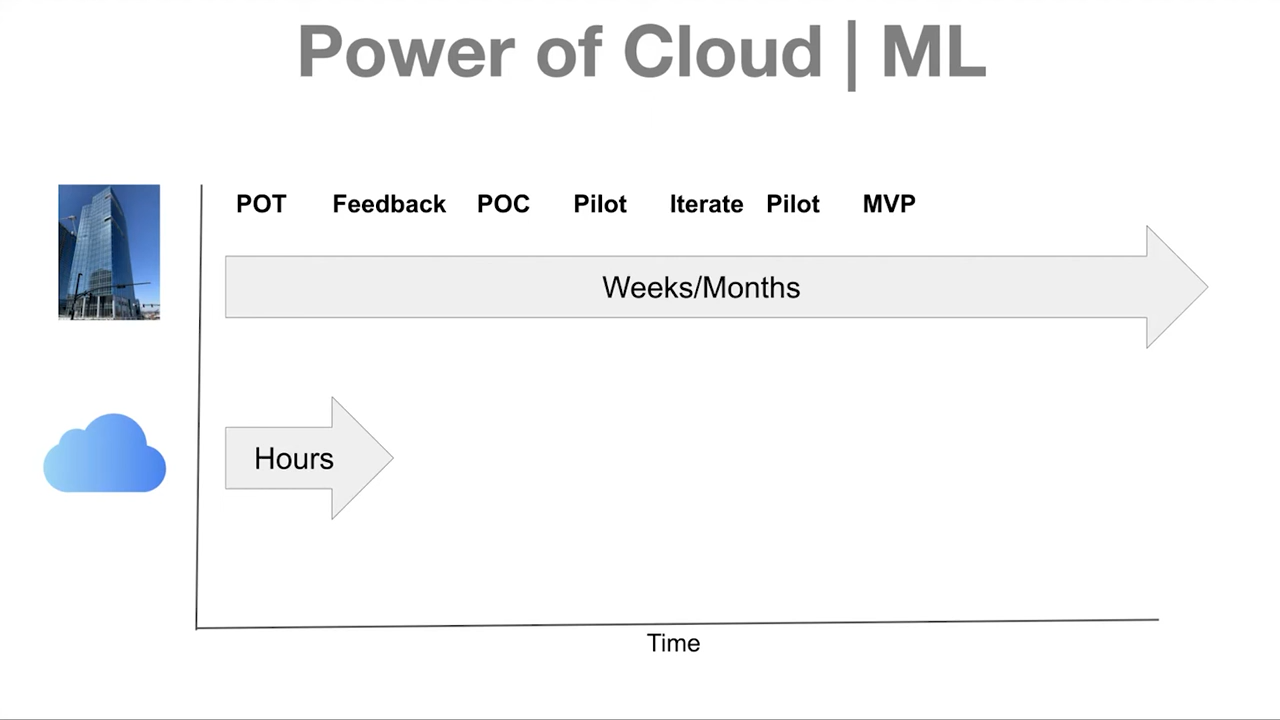 Power of Cloud | ML
POT Feedback POC Pilot Iterate Pilot MVP
Weeks/Months
Hours
Time